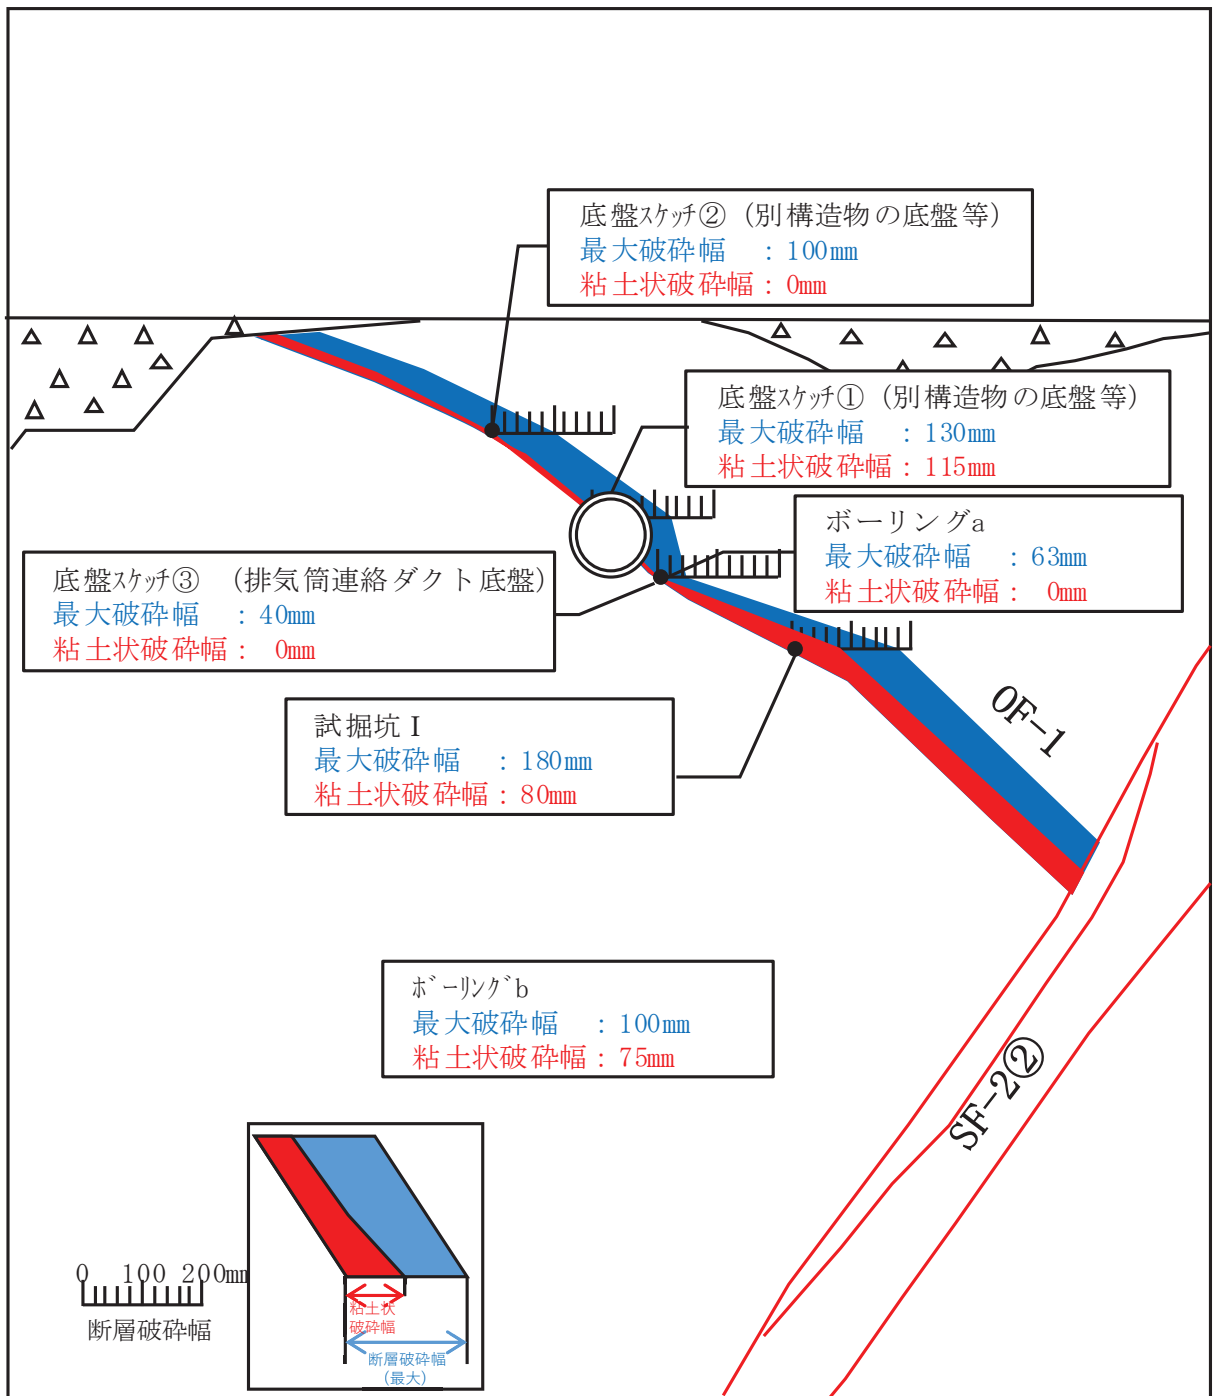 底盤ｽｹｯﾁ② (別構造物の底盤等)
最大破砕幅 : 100mm
粘土状破砕幅 : 0mm
底盤ｽｹｯﾁ① (別構造物の底盤等)
最大破砕幅 : 130mm
粘土状破砕幅 : 115mm
ボーリングa
最大破砕幅 : 63mm
粘土状破砕幅 : 0mm
底盤ｽｹｯﾁ③ (排気筒連絡ダクト底盤)
最大破砕幅 : 40mm
粘土状破砕幅 : 0mm
試掘坑Ⅰ
最大破砕幅 : 180mm
粘土状破砕幅 : 80mm
OF-1
ﾎﾞｰﾘﾝｸﾞb
最大破砕幅 : 100mm
粘土状破砕幅 : 75mm
SF-2②
0 100 200mm
断層破砕幅
粘土状
破砕幅
断層破砕幅
(最大)